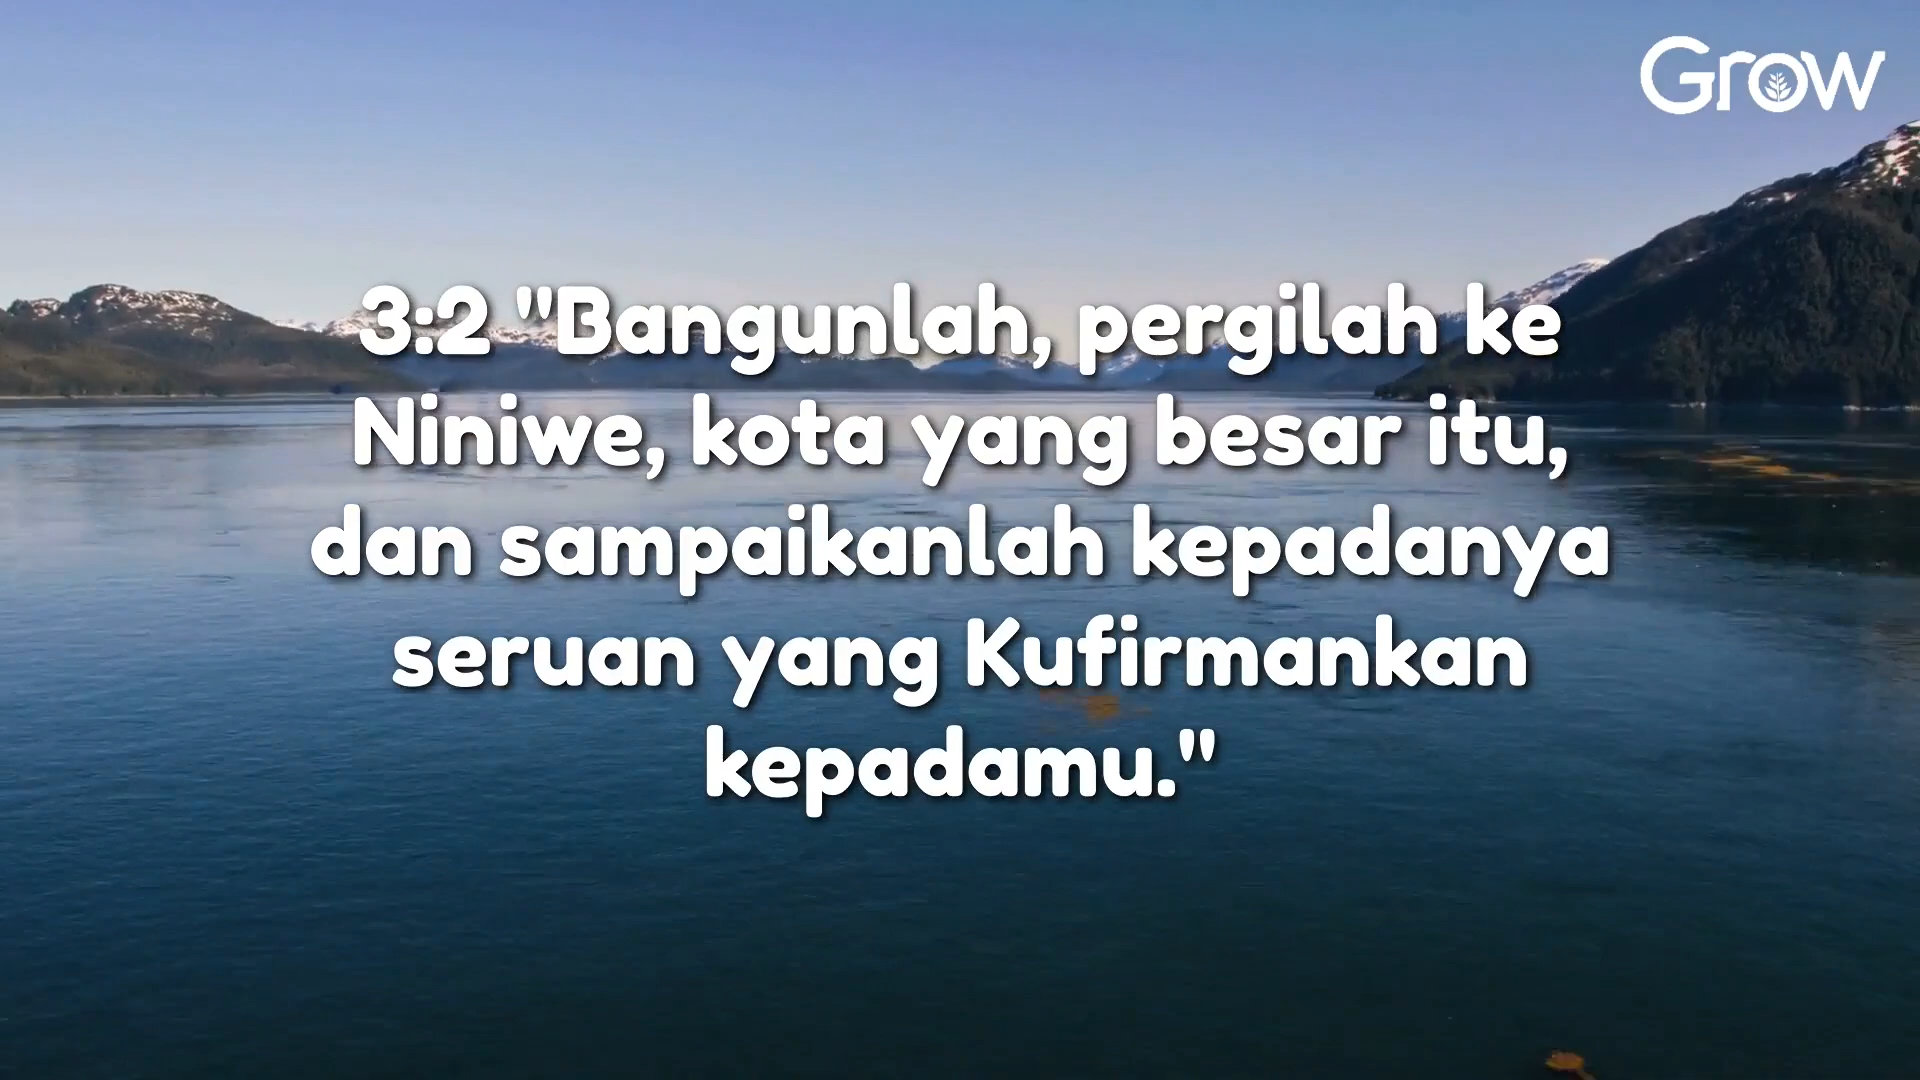 Grow
3:2 "Bangunlah, pergilah ke
Niniwe, kota yang besar itu,
dan sampaikanlah kepadanya
seruan yang Kufirmankan
kepadamu."